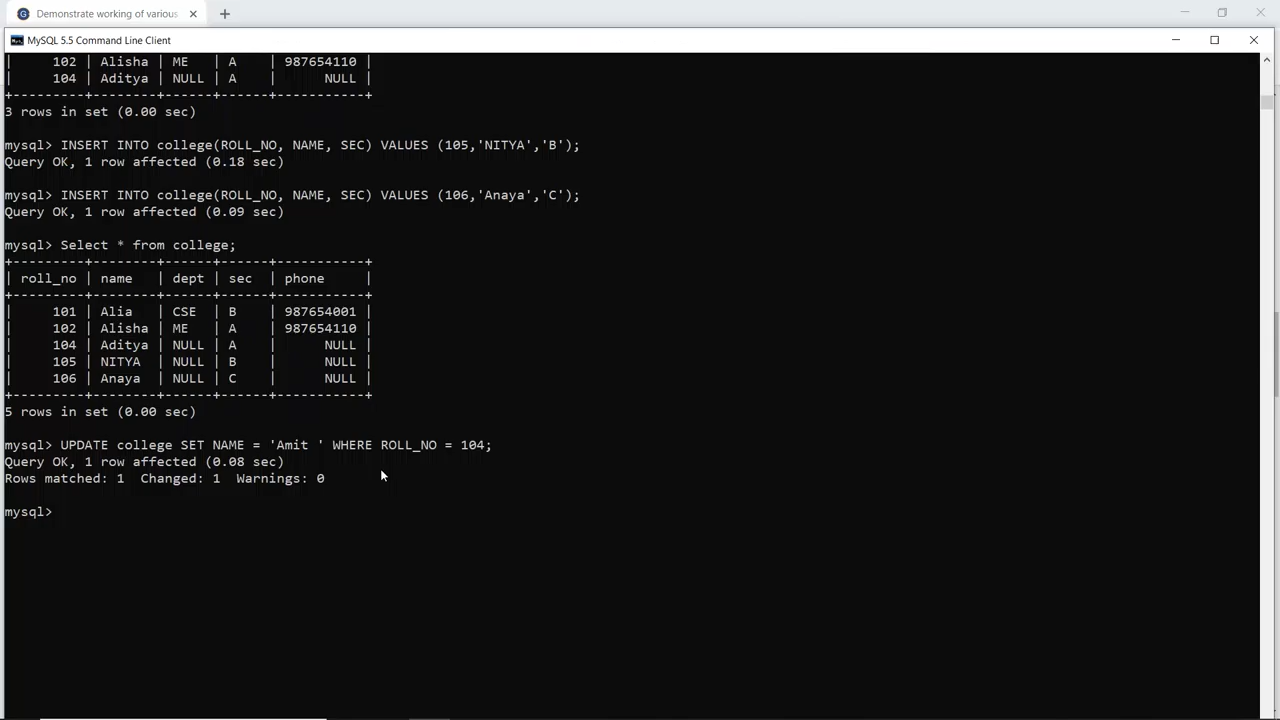 Demonstrate working of various
MySQL 5.5 Command Line Client
|      102 | Alisha | ME   | A    | 987654110 |
|      104 | Aditya | NULL | A    |      NULL |
+---------+--------+------+------+-----------+
3 rows in set (0.00 sec)
mysql> INSERT INTO college(ROLL_NO, NAME, SEC) VALUES (105,'NITYA','B');
Query OK, 1 row affected (0.18 sec)
mysql> INSERT INTO college(ROLL_NO, NAME, SEC) VALUES (106,'Anaya','C');
Query OK, 1 row affected (0.09 sec)
mysql> Select * from college;
+---------+--------+------+------+-----------+
| roll_no | name   | dept | sec  | phone     |
+---------+--------+------+------+-----------+
|     101 | Alia   | CSE  | B    | 987654001 |
|     102 | Alisha | ME   | A    | 987654110 |
|     104 | Aditya | NULL | A    |      NULL |
|     105 | NITYA  | NULL | B    |      NULL |
|     106 | Anaya  | NULL | C    |      NULL |
+---------+--------+------+------+-----------+
5 rows in set (0.00 sec)
mysql> UPDATE college SET NAME = 'Amit ' WHERE ROLL_NO = 104;
Query OK, 1 row affected (0.08 sec)
Rows matched: 1  Changed: 1  Warnings: 0
mysql>